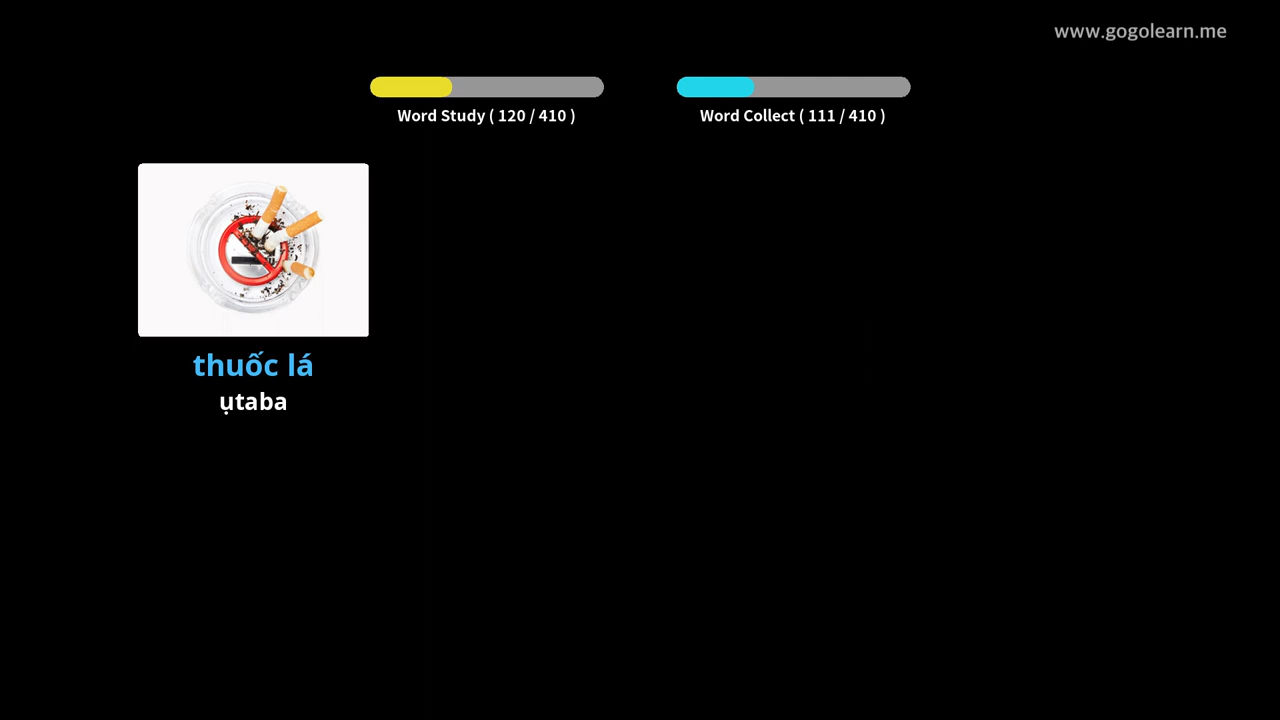 www.gogolearn.me
Word Study ( 120 / 410 )
Word Collect ( 111 / 410 )
thuốc lá
ụtaba